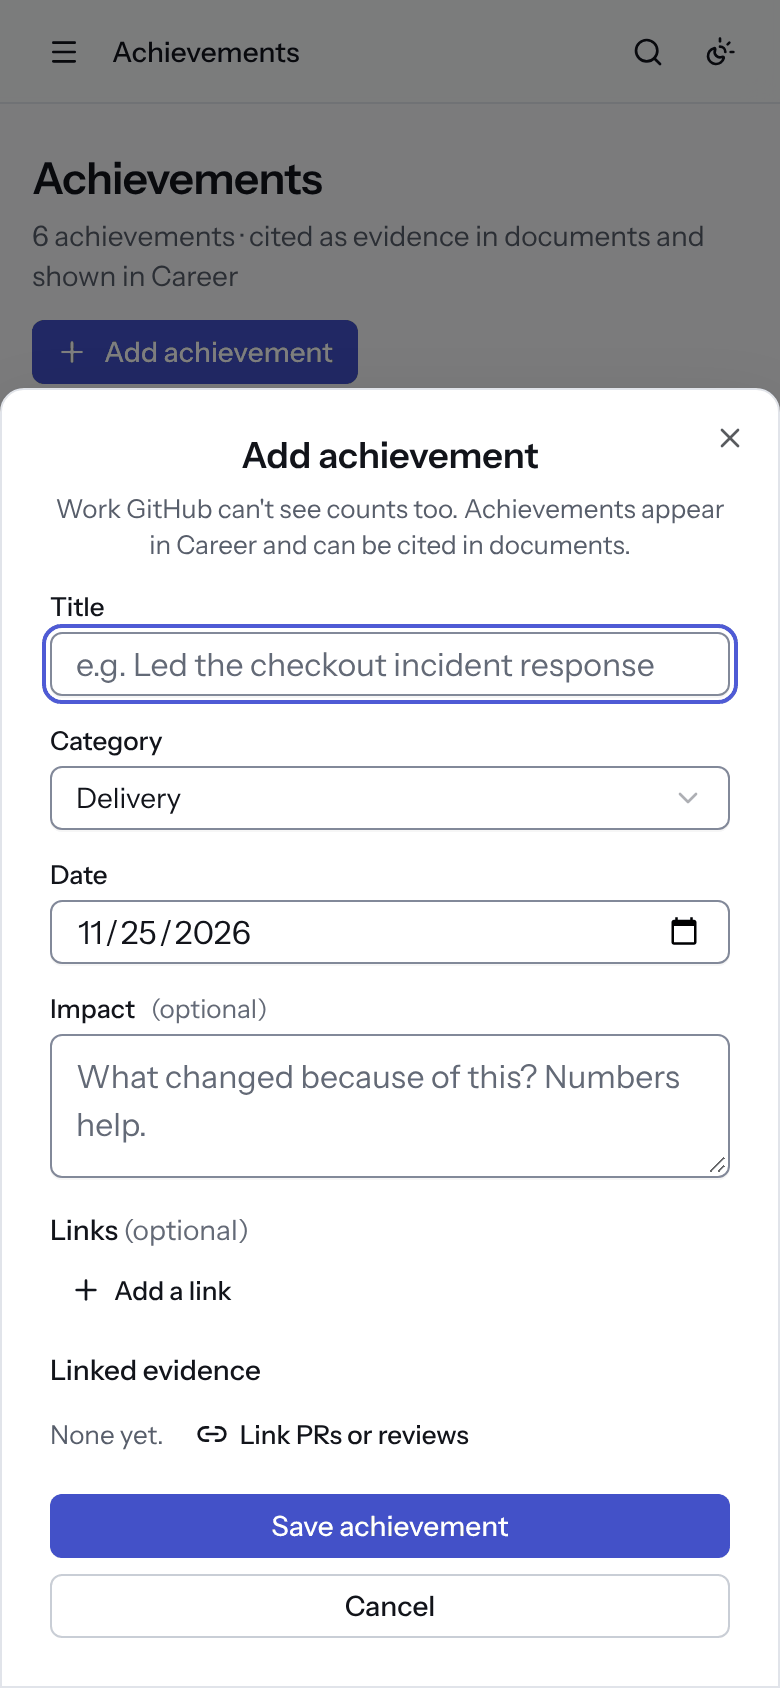 Achievements
Achievements
6 achievements · cited as evidence in documents and
shown in Career
Add achievement
Add achievement
Work GitHub can't see counts too. Achievements appear
in Career and can be cited in documents.
Title
e.g. Led the checkout incident response
Category
Delivery
Date
11/25/2026
Impact (optional)
What changed because of this? Numbers
help.
Links (optional)
Add a link
Linked evidence
None yet. Link PRs or reviews
Save achievement
Cancel